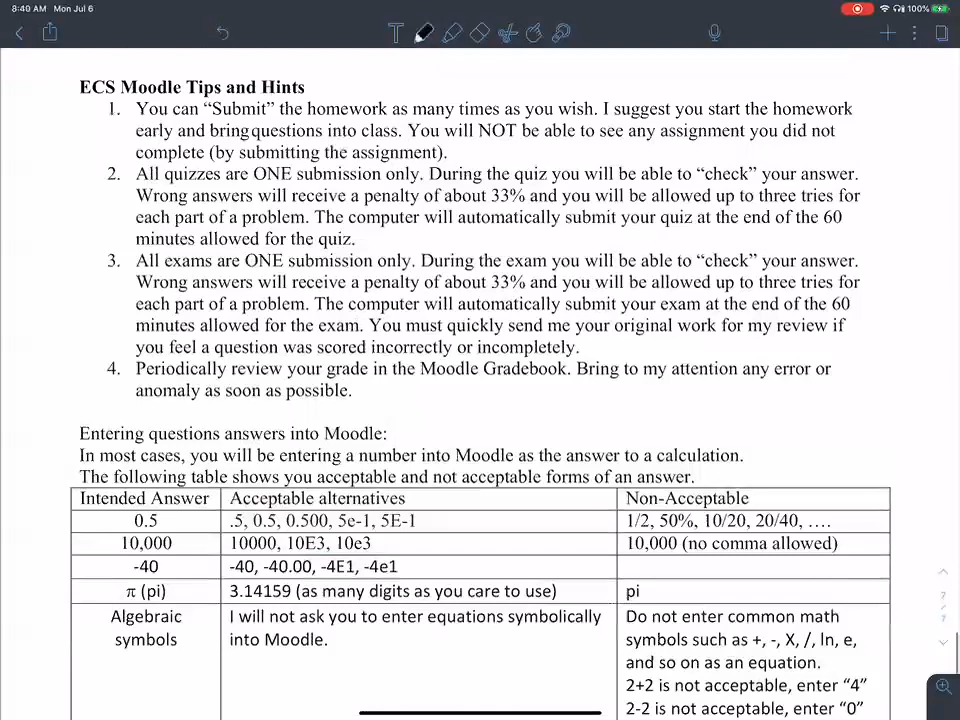 8:40 AM Mon Jul 6
100%
ECS Moodle Tips and Hints
1. You can “Submit” the homework as many times as you wish. I suggest you start the homework
early and bring questions into class. You will NOT be able to see any assignment you did not
complete (by submitting the assignment).
2. All quizzes are ONE submission only. During the quiz you will be able to “check” your answer.
Wrong answers will receive a penalty of about 33% and you will be allowed up to three tries for
each part of a problem. The computer will automatically submit your quiz at the end of the 60
minutes allowed for the quiz.
3. All exams are ONE submission only. During the exam you will be able to “check” your answer.
Wrong answers will receive a penalty of about 33% and you will be allowed up to three tries for
each part of a problem. The computer will automatically submit your exam at the end of the 60
minutes allowed for the exam. You must quickly send me your original work for my review if
you feel a question was scored incorrectly or incompletely.
4. Periodically review your grade in the Moodle Gradebook. Bring to my attention any error or
anomaly as soon as possible.
Entering questions answers into Moodle:
In most cases, you will be entering a number into Moodle as the answer to a calculation.
The following table shows you acceptable and not acceptable forms of an answer.
Intended Answer Acceptable alternatives Non-Acceptable
0.5 .5, 0.5, 0.500, 5e-1, 5E-1 1/2, 50%, 10/20, 20/40, ….
10,000 10000, 10E3, 10e3 10,000 (no comma allowed)
-40 -40, -40.00, -4E1, -4e1
π (pi) 3.14159 (as many digits as you care to use) pi
Algebraic I will not ask you to enter equations symbolically Do not enter common math
symbols into Moodle. symbols such as +, -, X, /, ln, e,
and so on as an equation.
2+2 is not acceptable, enter “4”
2-2 is not acceptable, enter “0”
7
/
7